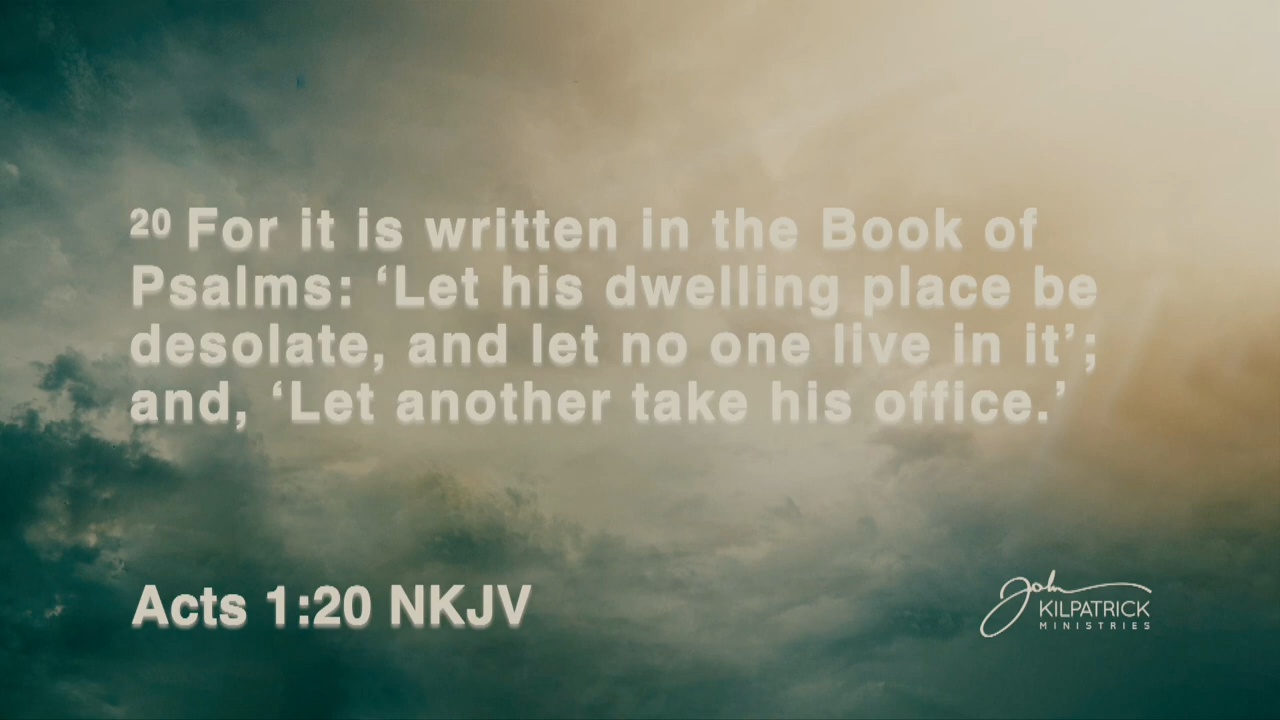 20 For it is written in the Book of
Psalms: ‘Let his dwelling place be
desolate, and let no one live in it’;
and, ‘Let another take his office.’
Acts 1:20 NKJV
John
KILPATRICK
MINISTRIES